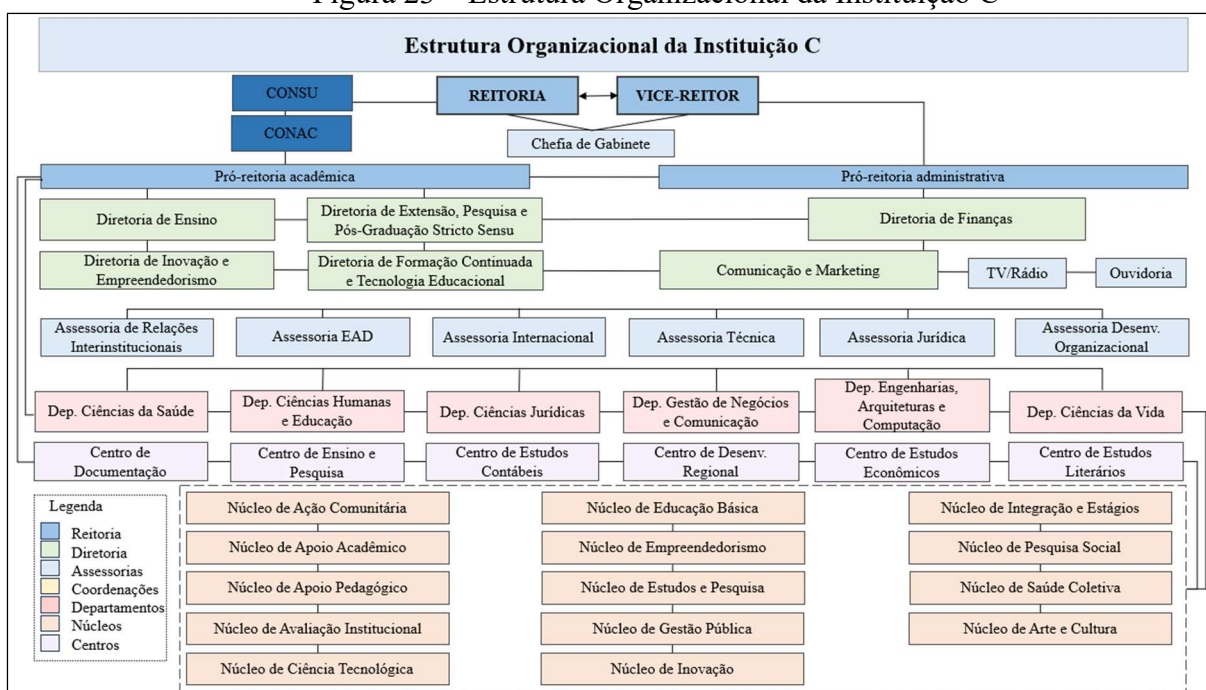 Figura 23 – Estrutura Organizacional da Instituição C
Estrutura Organizacional da Instituição C
CONSU
REITORIA
VICE-REITOR
CONAC
Chefia de Gabinete
Pró-reitoria acadêmica
Pró-reitoria administrativa
Diretoria de Ensino
Diretoria de Extensão, Pesquisa e
Pós-Graduação Stricto Sensu
Diretoria de Finanças
Diretoria de Inovação e
Empreendedorismo
Diretoria de Formação Continuada
e Tecnologia Educacional
Comunicação e Marketing
TV/Rádio
Ouvidoria
Assessoria de Relações
Interinstitucionais
Assessoria EAD
Assessoria Internacional
Assessoria Técnica
Assessoria Jurídica
Assessoria Desenv.
Organizacional
Dep. Ciências da Saúde
Dep. Ciências Humanas
e Educação
Dep. Ciências Jurídicas
Dep. Gestão de Negócios
e Comunicação
Dep. Engenharias,
Arquiteturas e
Computação
Dep. Ciências da Vida
Centro de
Documentação
Centro de Ensino e
Pesquisa
Centro de Estudos
Contábeis
Centro de Desenv.
Regional
Centro de Estudos
Econômicos
Centro de Estudos
Literários
Legenda
Reitoria
Diretoria
Assessorias
Coordenações
Departamentos
Núcleos
Centros
Núcleo de Ação Comunitária
Núcleo de Apoio Acadêmico
Núcleo de Apoio Pedagógico
Núcleo de Avaliação Institucional
Núcleo de Ciência Tecnológica
Núcleo de Educação Básica
Núcleo de Empreendedorismo
Núcleo de Estudos e Pesquisa
Núcleo de Gestão Pública
Núcleo de Inovação
Núcleo de Integração e Estágios
Núcleo de Pesquisa Social
Núcleo de Saúde Coletiva
Núcleo de Arte e Cultura